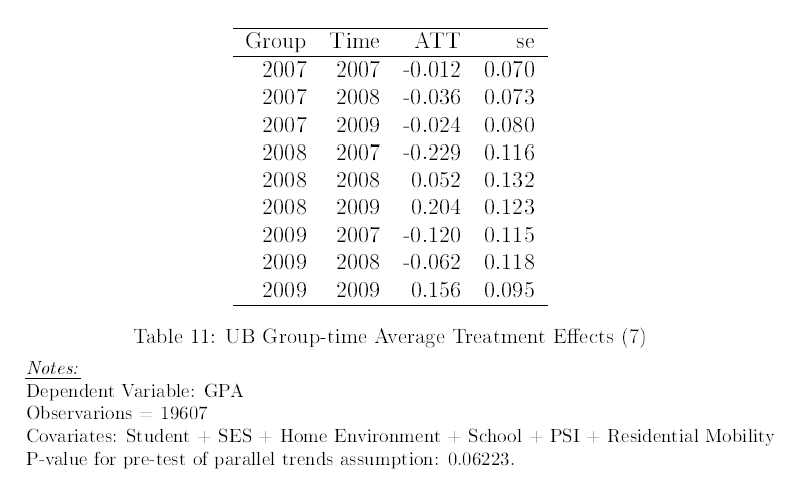 Group Time ATT se
2007 2007 -0.012 0.070
2007 2008 -0.036 0.073
2007 2009 -0.024 0.080
2008 2007 -0.229 0.116
2008 2008 0.052 0.132
2008 2009 0.204 0.123
2009 2007 -0.120 0.115
2009 2008 -0.062 0.118
2009 2009 0.156 0.095
Table 11: UB Group-time Average Treatment Effects (7)
Notes:
Dependent Variable: GPA
Observarions = 19607
Covariates: Student + SES + Home Environment + School + PSI + Residential Mobility
P-value for pre-test of parallel trends assumption: 0.06223.